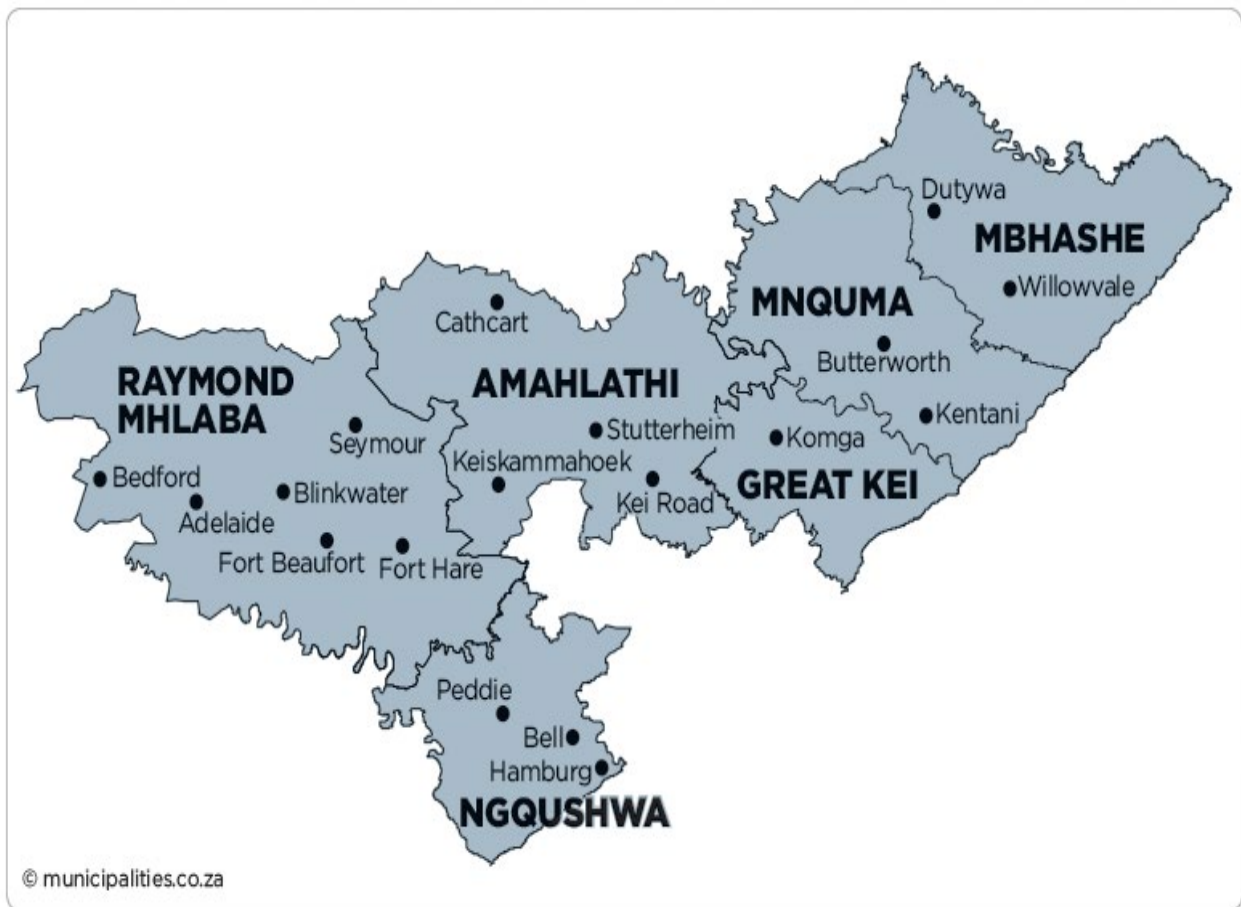 Dutywa
MBHASHE
Willowvale
MNQUMA
Butterworth
Kentani
Cathcart
AMAHLATHI
Stutterheim
Keiskammahoek
Kei Road
Komga
GREAT KEI
RAYMOND
MHLABA
Seymour
Bedford
Blinkwater
Adelaide
Fort Beaufort
Fort Hare
Peddie
Bell
Hamburg
NGQUSHWA
© municipalities.co.za